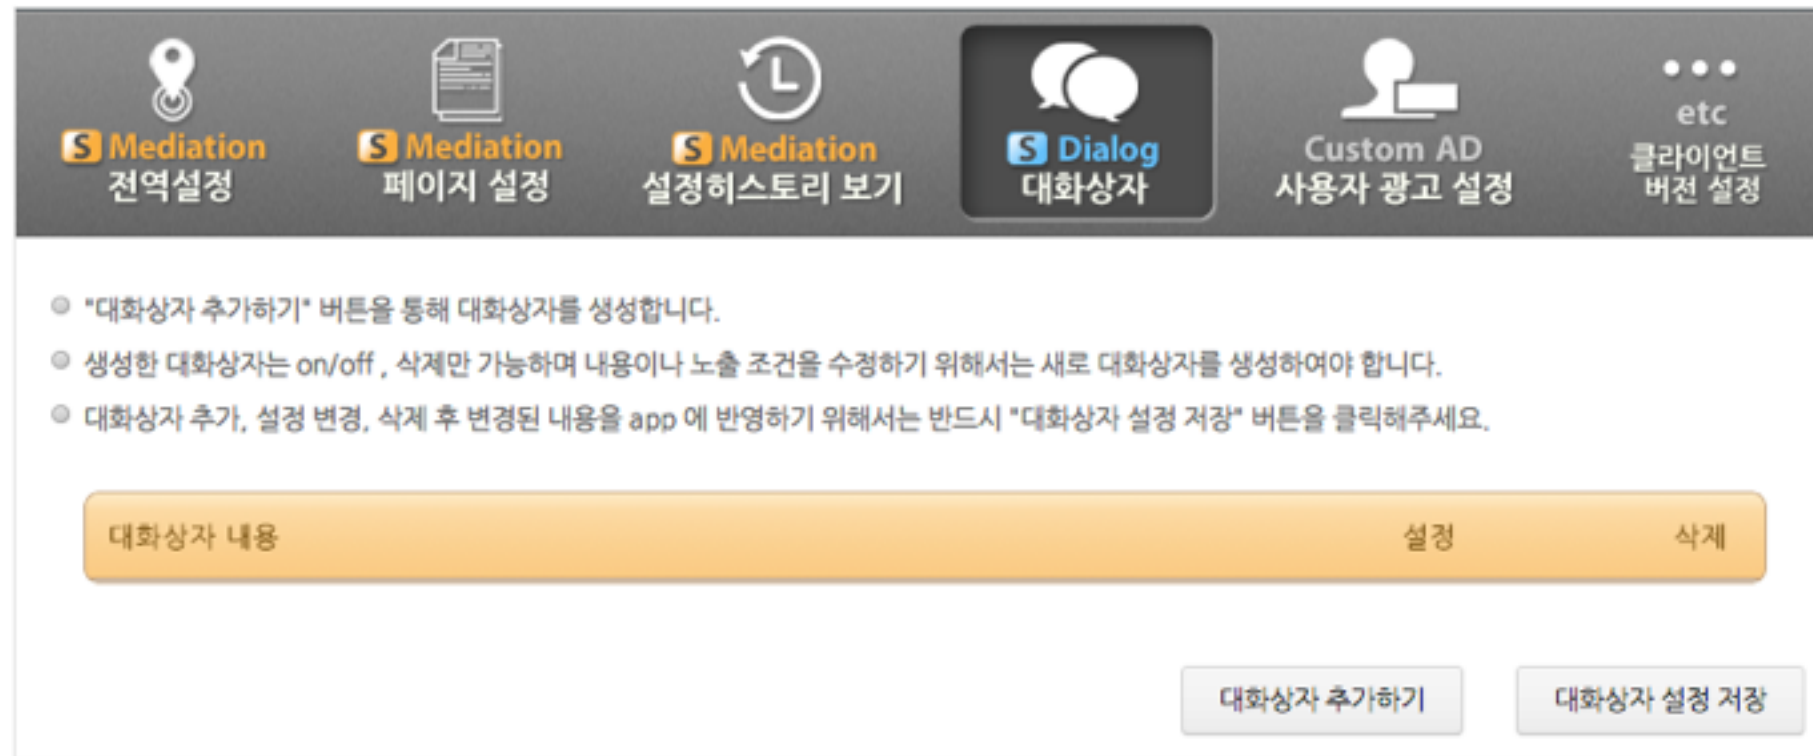 S Mediation
전역설정
S Mediation
페이지 설정
S Mediation
설정히스토리 보기
S Dialog
대화상자
Custom AD
사용자 광고 설정
etc
클라이언트
버전 설정
"대화상자 추가하기" 버튼을 통해 대화상자를 생성합니다.
생성한 대화상자는 on/off , 삭제만 가능하며 내용이나 노출 조건을 수정하기 위해서는 새로 대화상자를 생성하여야 합니다.
대화상자 추가, 설정 변경, 삭제 후 변경된 내용을 app 에 반영하기 위해서는 반드시 "대화상자 설정 저장" 버튼을 클릭해주세요.
대화상자 내용 설정 삭제
대화상자 추가하기 대화상자 설정 저장